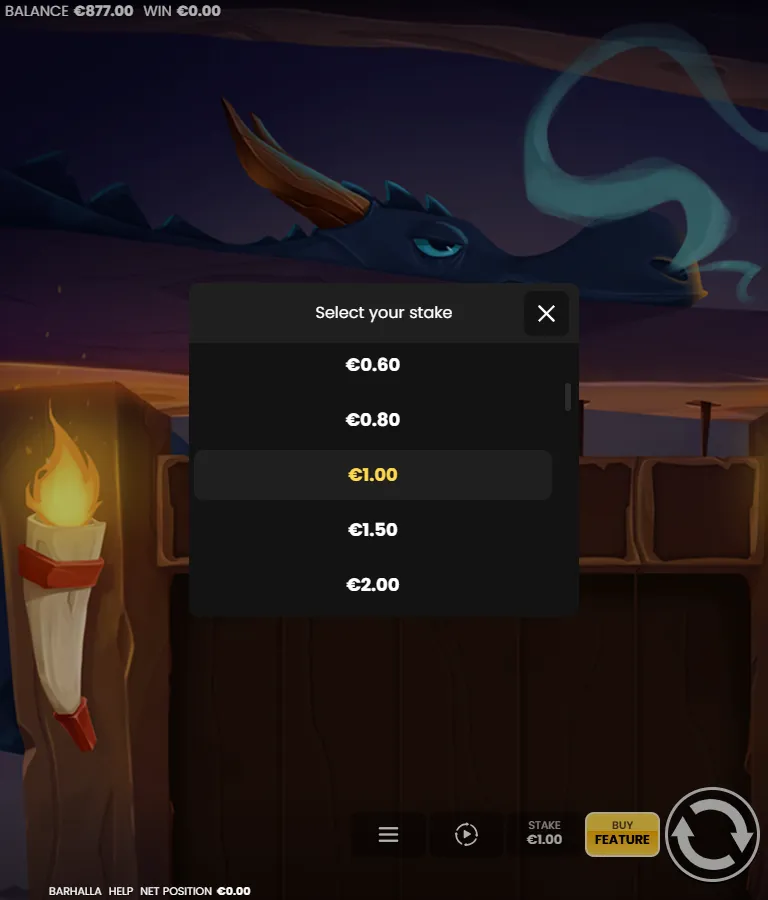 BALANCE €877.00 WIN €0.00
Select your stake
€0.60
€0.80
€1.00
€1.50
€2.00
STAKE
€1.00
BUY
FEATURE
BARHALLA HELP NET POSITION €0.00